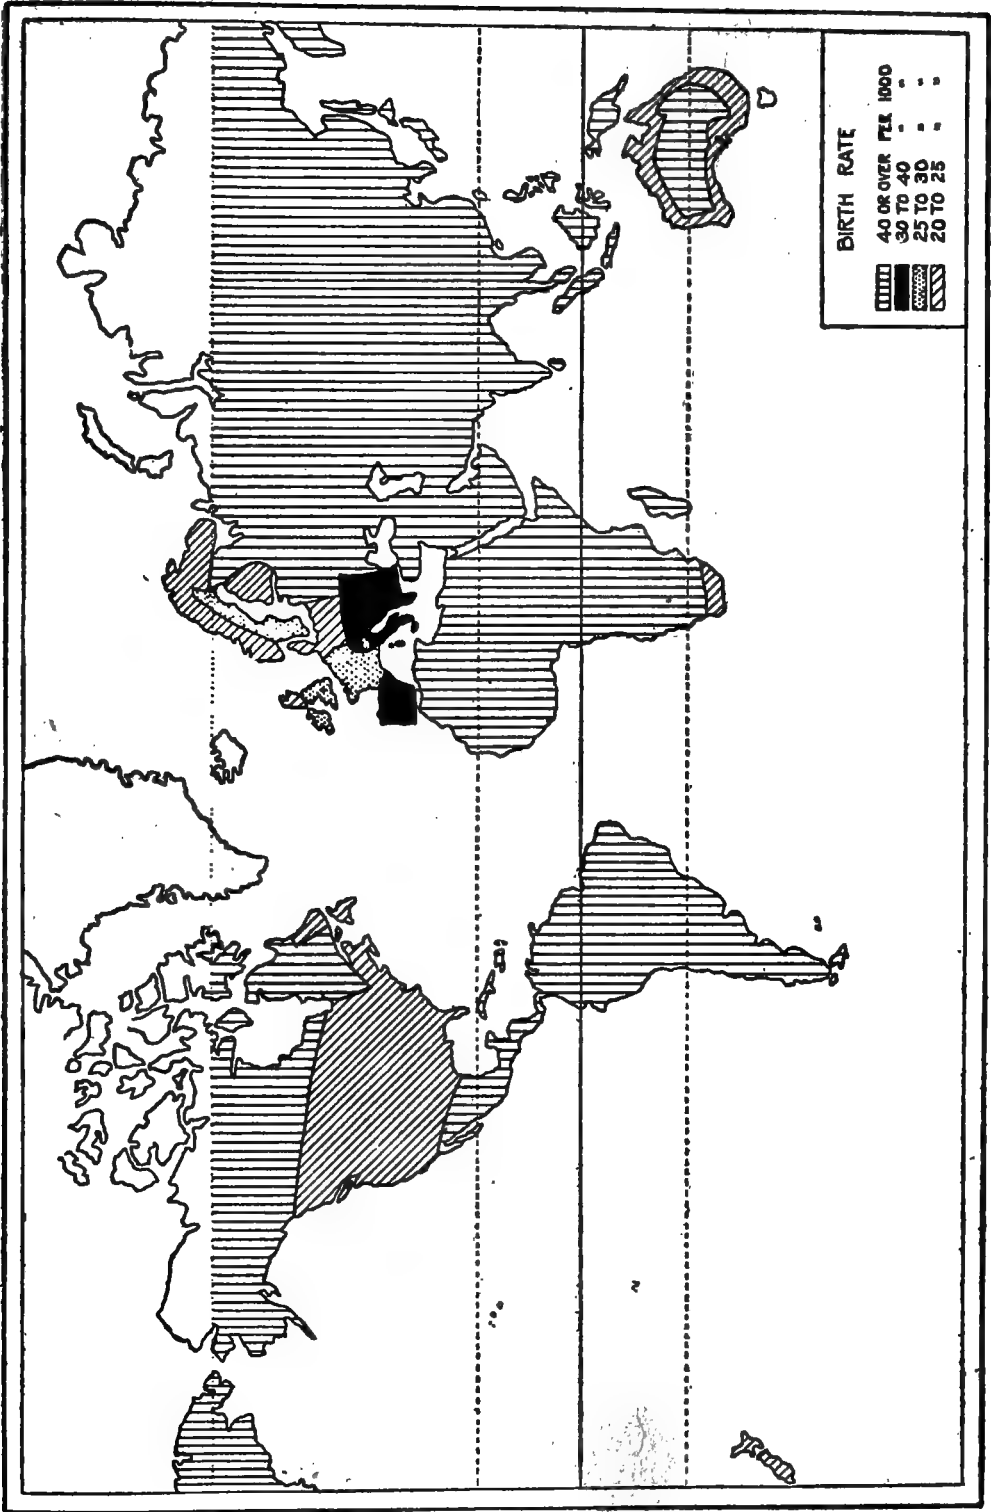 BIRTH RATE
40 OR OVER PER 1000
30 TO 40 " "
25 TO 30 " "
20 TO 25 " "